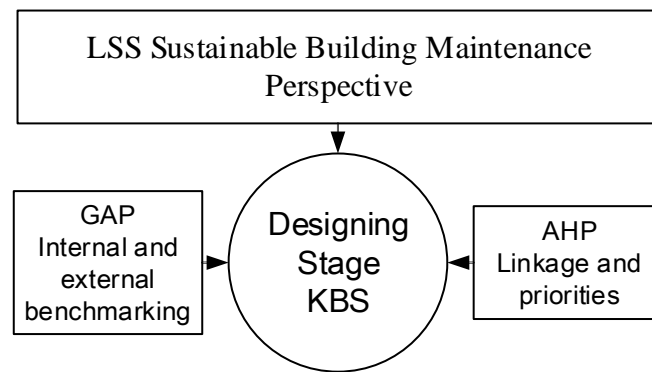 LSS Sustainable Building Maintenance
Perspective
GAP
Internal and
external
benchmarking
Designing
Stage
KBS
AHP
Linkage and
priorities